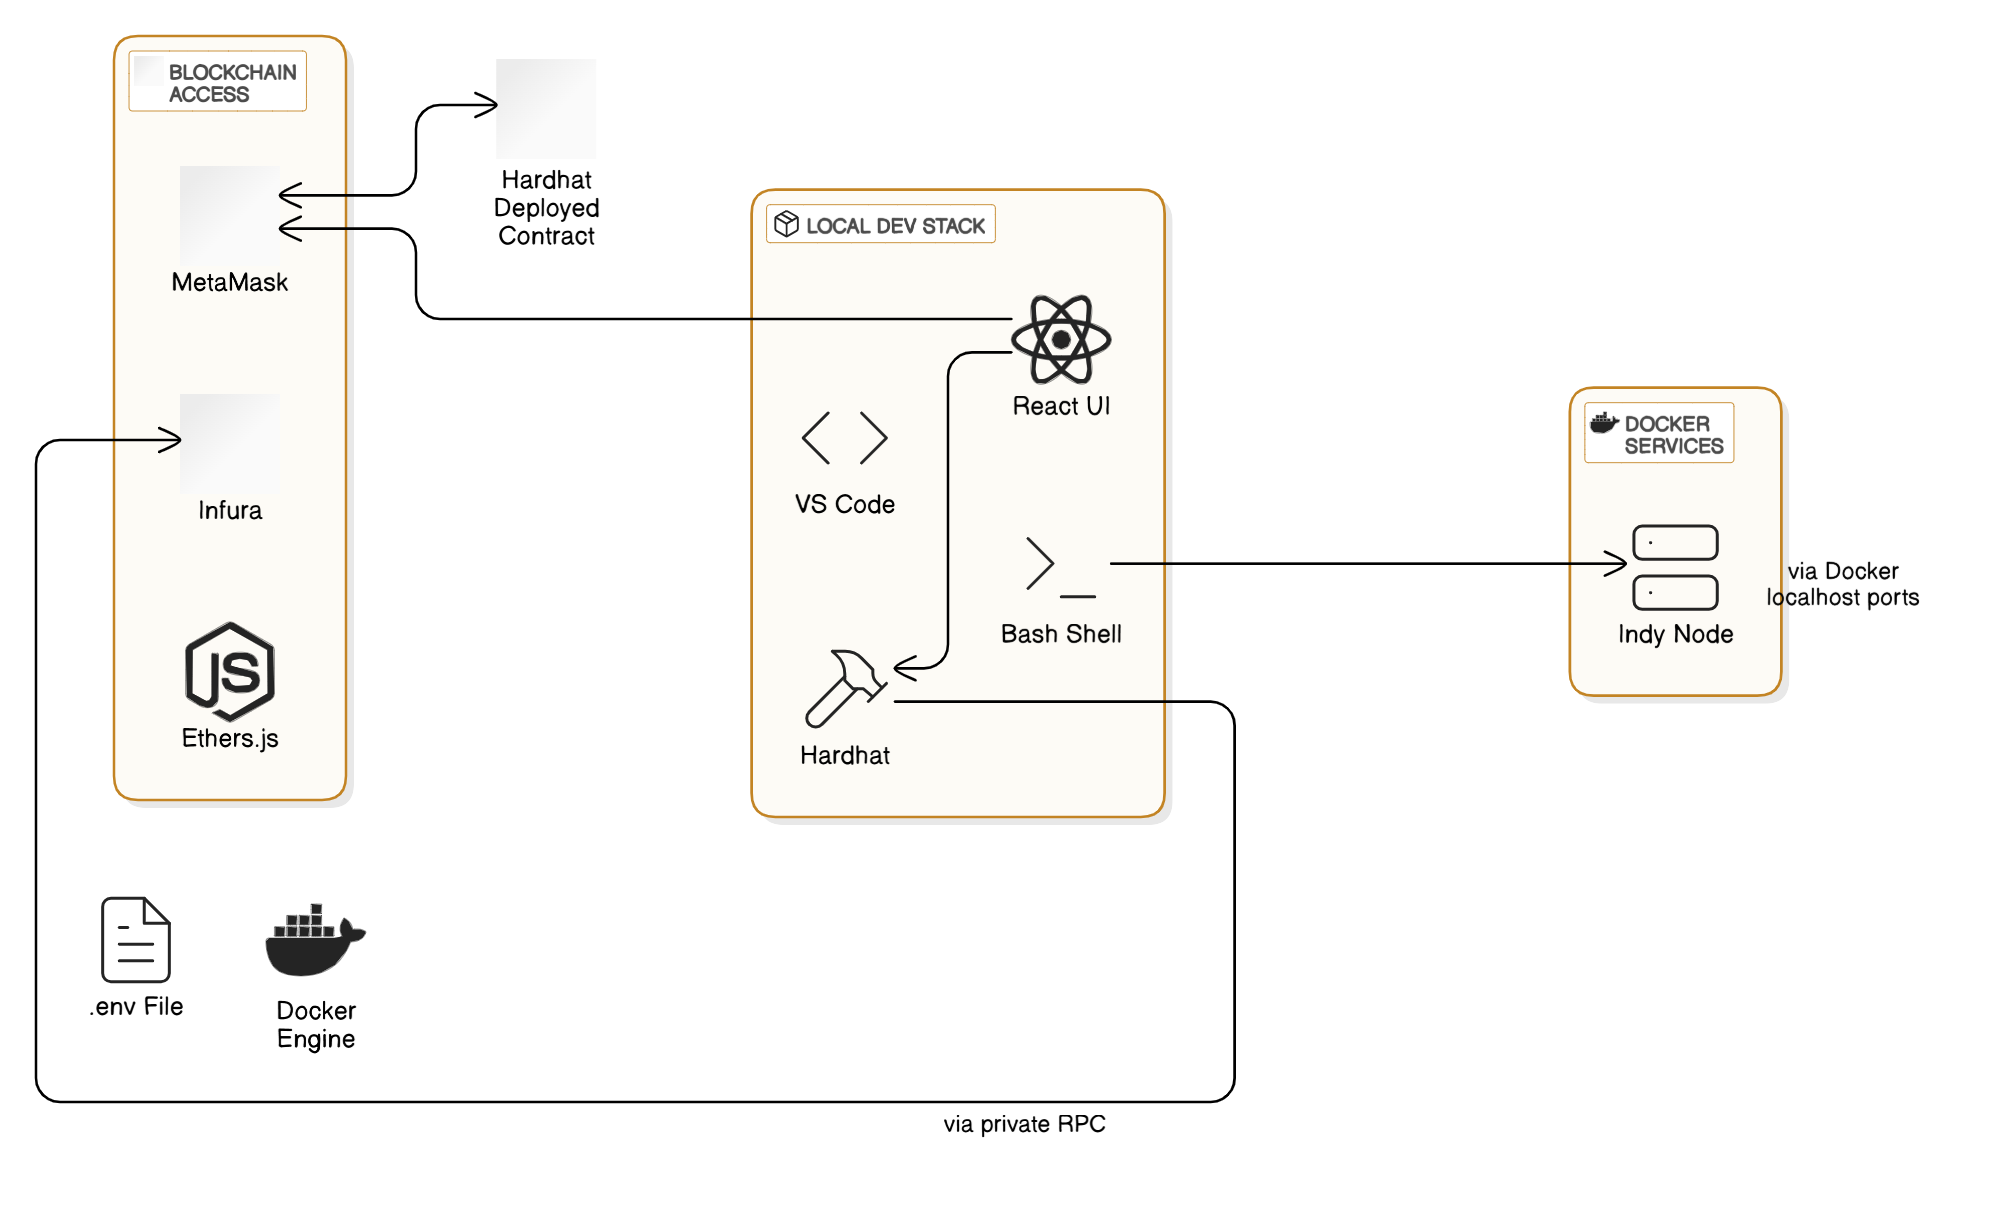 BLOCKCHAIN
ACCESS
Hardhat
Deployed
Contract
MetaMask
Infura
JS
Ethers.js
LOCAL DEV STACK
React UI
VS Code
Bash Shell
Hardhat
DOCKER
SERVICES
Indy Node
via Docker
localhost ports
.env File
Docker
Engine
via private RPC